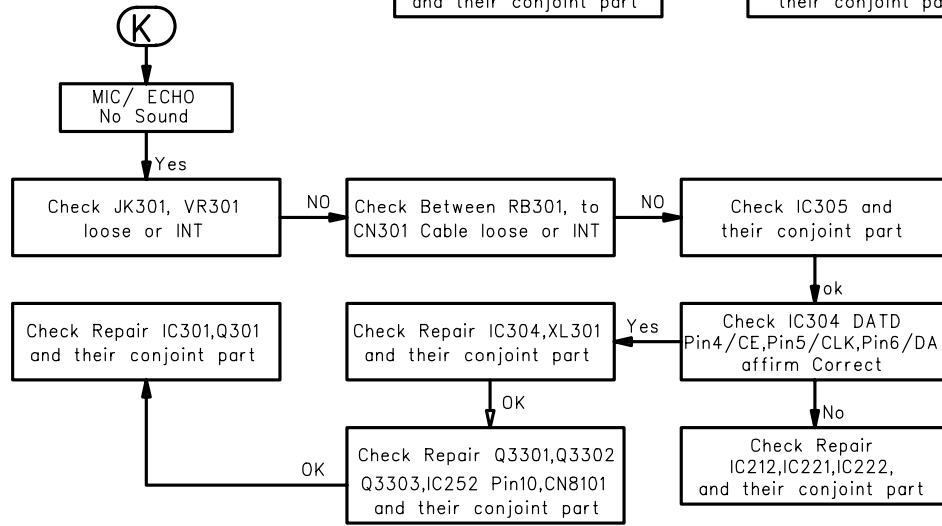 and their conjoint part
their conjoint pa
K
MIC/ ECHO
No Sound
Yes
Check JK301, VR301
loose or INT
NO
Check Between RB301, to
CN301 Cable loose or INT
NO
Check IC305 and
their conjoint part
ok
Check IC304 DATD
Pin4/CE,Pin5/CLK,Pin6/DA
affirm Correct
Yes
Check Repair IC304,XL301
and their conjoint part
Check Repair IC301,Q301
and their conjoint part
OK
No
Check Repair Q3301,Q3302
Q3303,IC252 Pin10,CN8101
and their conjoint part
OK
Check Repair
IC212,IC221,IC222,
and their conjoint part